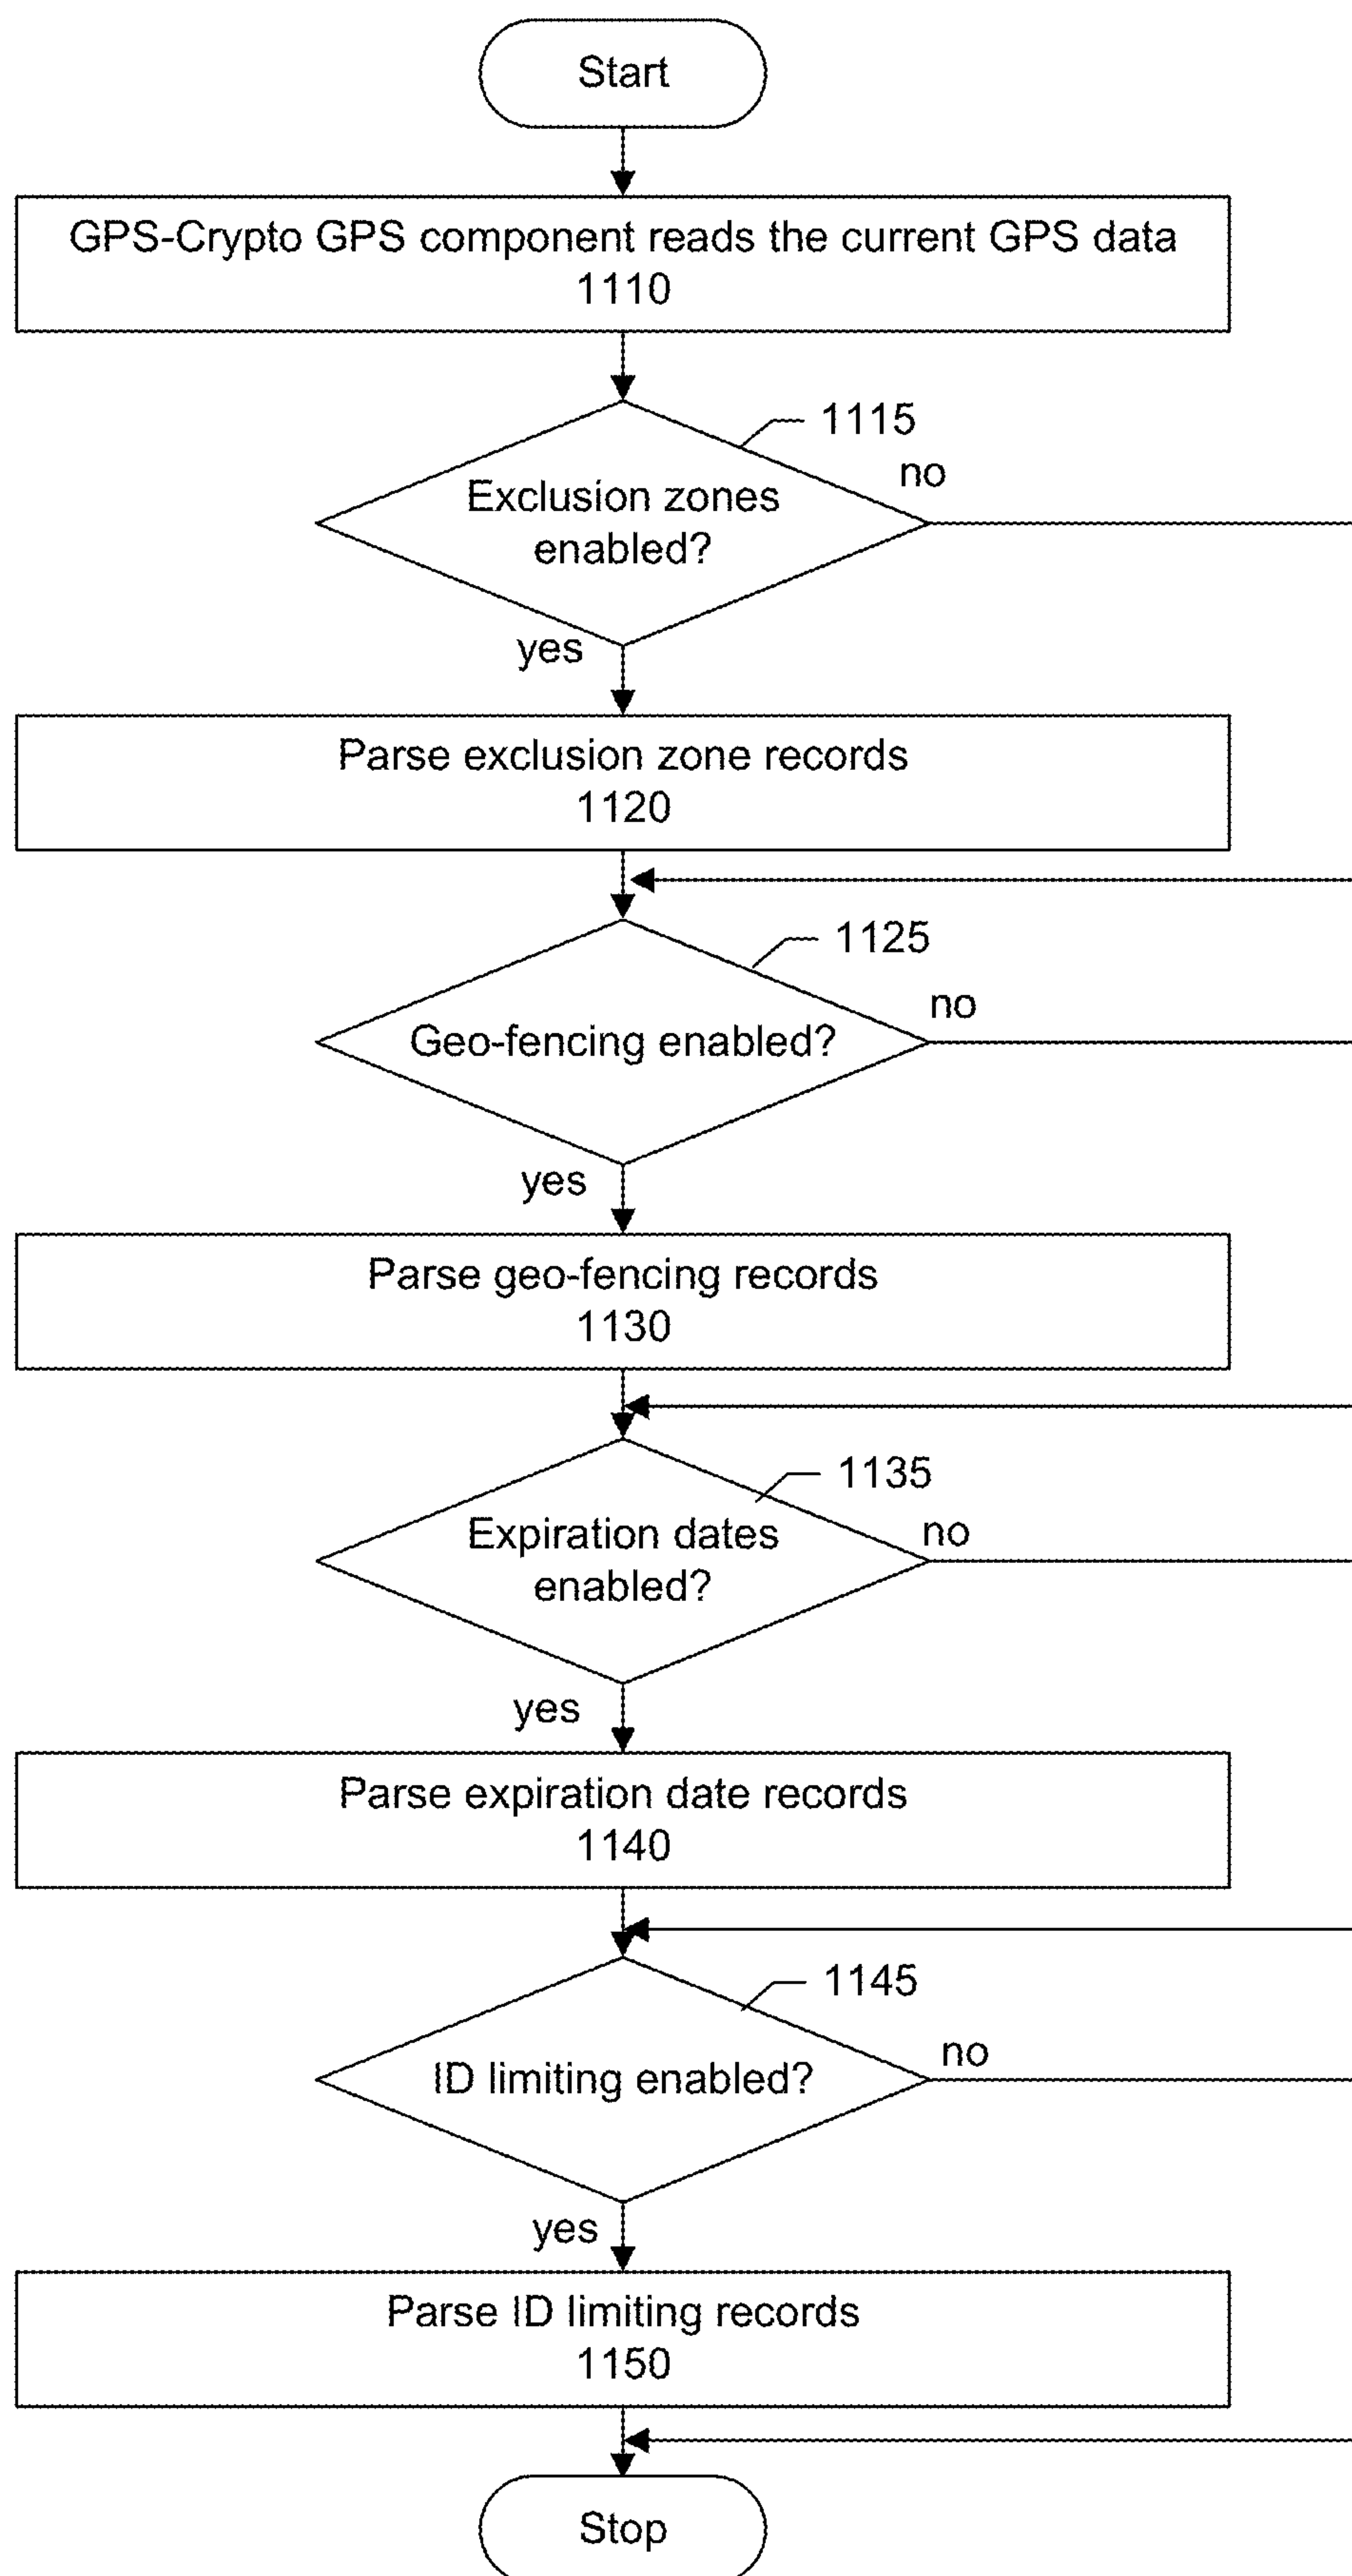 Start
GPS-Crypto GPS component reads the current GPS data
1110
1115
no
Exclusion zones
enabled?
yes
Parse exclusion zone records
1120
1125
no
Geo-fencing enabled?
yes
Parse geo-fencing records
1130
1135
no
Expiration dates
enabled?
yes
Parse expiration date records
1140
1145
no
ID limiting enabled?
yes
Parse ID limiting records
1150
Stop